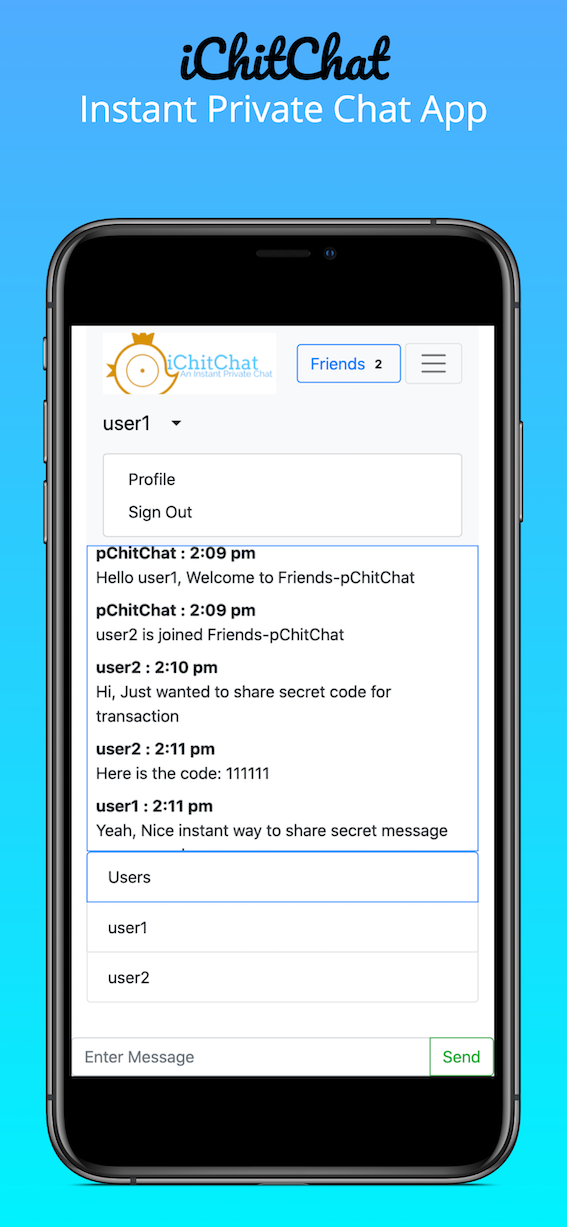 iChitChat
Instant Private Chat App
iChitChat
An Instant Private Chat
Friends 2
user1
Profile
Sign Out
pChitChat : 2:09 pm
Hello user1, Welcome to Friends-pChitChat
pChitChat : 2:09 pm
user2 is joined Friends-pChitChat
user2 : 2:10 pm
Hi, Just wanted to share secret code for
transaction
user2 : 2:11 pm
Here is the code: 111111
user1 : 2:11 pm
Yeah, Nice instant way to share secret message
Users
user1
user2
Enter Message
Send